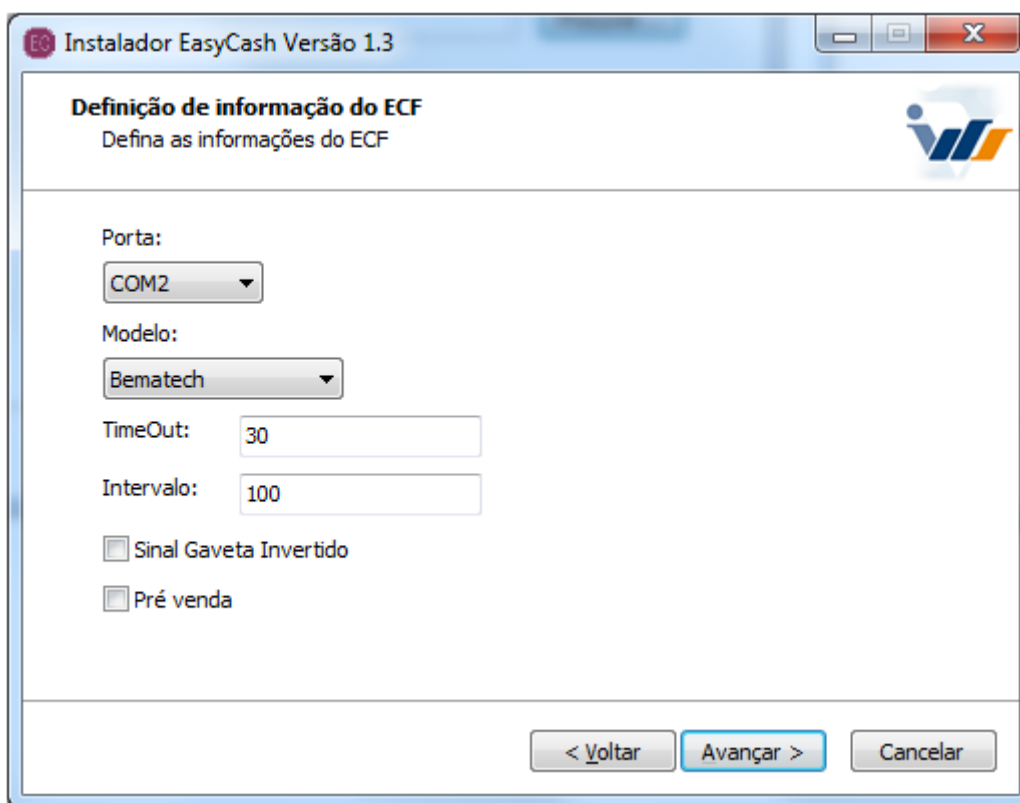 EC Instalador EasyCash Versão 1.3
Definição de informação do ECF
Defina as informações do ECF
Porta:
COM2
Modelo:
Bematech
TimeOut: 30
Intervalo: 100
Sinal Gaveta Invertido
Pré venda
< Voltar Avançar > Cancelar